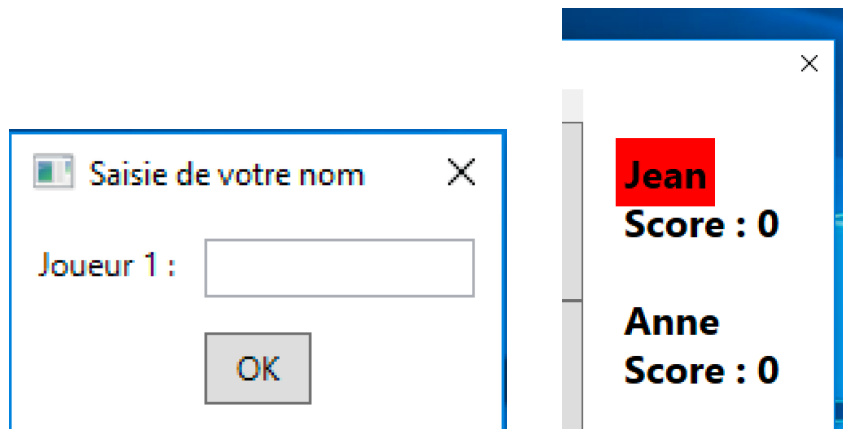 Saisie de votre nom
Joueur 1 :
OK
Jean
Score : 0
Anne
Score : 0